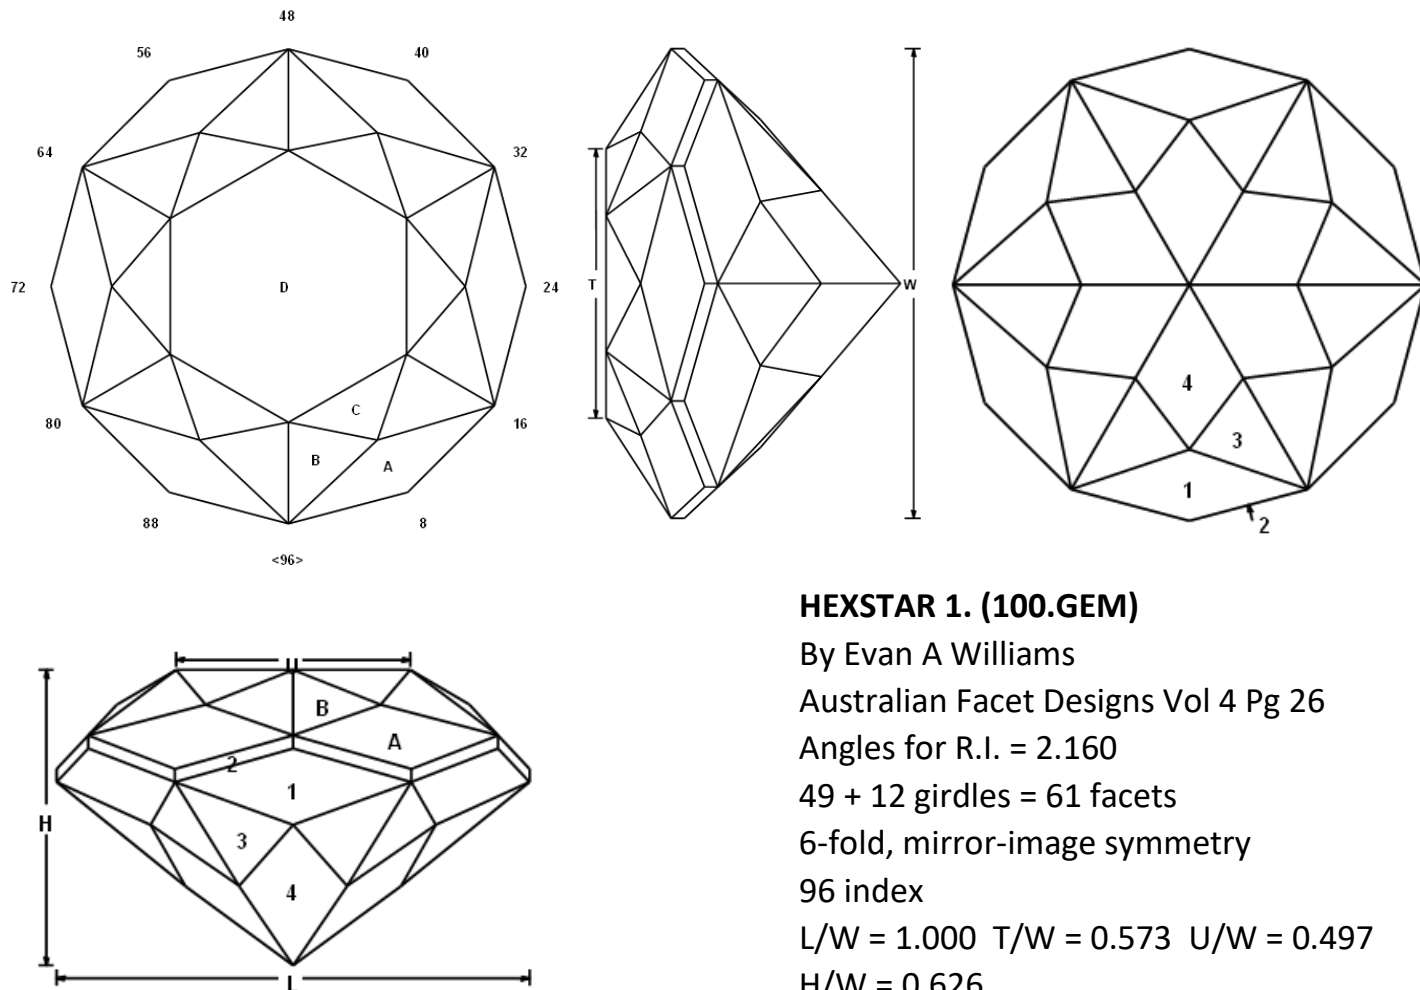 48
56
40
64
32
72
D
24
C
B
A
80
16
88
8
<96>
T
W
4
3
1
2
U
B
A
2
1
H
3
4
L
HEXSTAR 1. (100.GEM)
By Evan A Williams
Australian Facet Designs Vol 4 Pg 26
Angles for R.I. = 2.160
49 + 12 girdles = 61 facets
6-fold, mirror-image symmetry
96 index
L/W = 1.000 T/W = 0.573 U/W = 0.497
H/W = 0.626